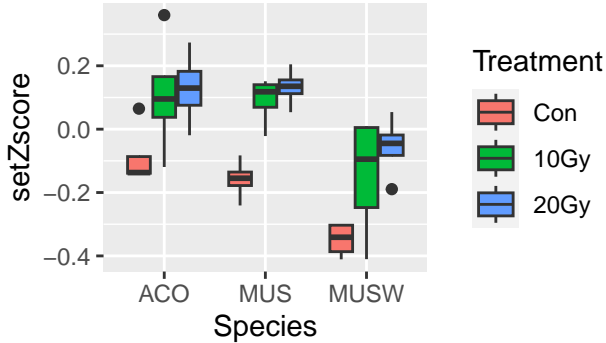 setZscore
0.2
0.0
−0.2
−0.4
ACO MUS MUSW
Species
Treatment
Con
10Gy
20Gy